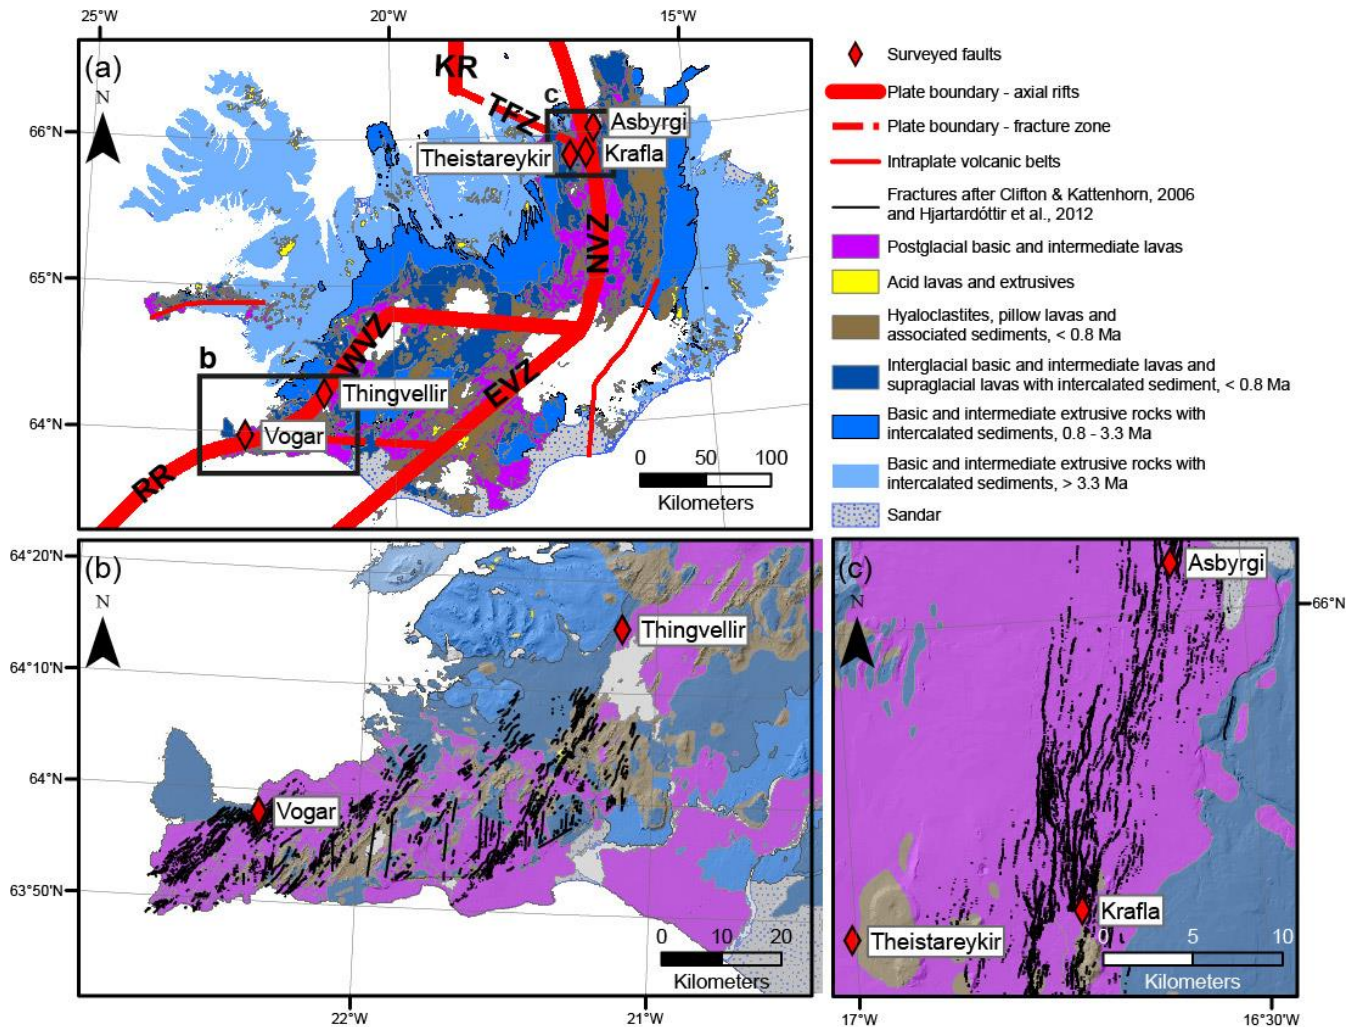 25°W
20°W
15°W
(a)
N
KR
TFZ
c
66°N
Asbyrgi
Theistareykir
Krafla
NVZ
65°N
WVZ
b
Thingvellir
EVZ
64°N
Vogar
RR
0 50 100
Kilometers
Surveyed faults
Plate boundary - axial rifts
Plate boundary - fracture zone
Intraplate volcanic belts
Fractures after Clifton & Kattenhorn, 2006
and Hjartardóttir et al., 2012
Postglacial basic and intermediate lavas
Acid lavas and extrusives
Hyaloclastites, pillow lavas and
associated sediments, < 0.8 Ma
Interglacial basic and intermediate lavas and
supraglacial lavas with intercalated sediment, < 0.8 Ma
Basic and intermediate extrusive rocks with
intercalated sediments, 0.8 - 3.3 Ma
Basic and intermediate extrusive rocks with
intercalated sediments, > 3.3 Ma
Sandar
64°20'N
(b)
N
Thingvellir
64°10'N
64°N
Vogar
63°50'N
0 10 20
Kilometers
22°W
21°W
(c)
Asbyrgi
66°N
N
Krafla
Theistareykir
0 5 10
Kilometers
17°W
16°30'W